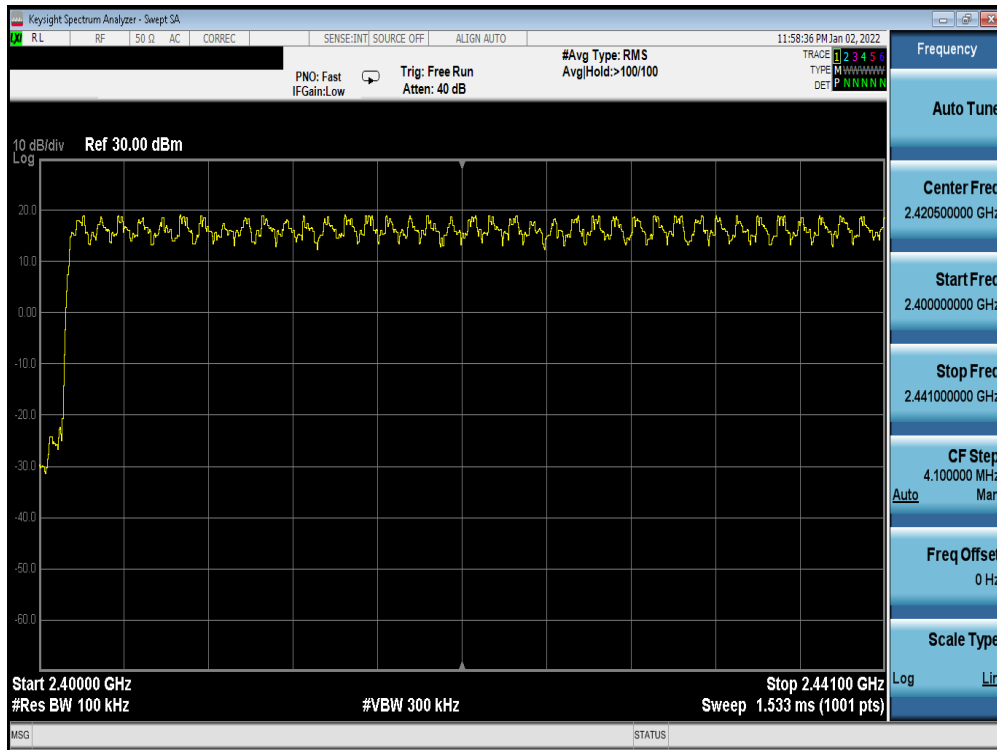 Keysight Spectrum Analyzer - Swept SA
LXI RL RF 50 Ω AC CORREC SENSE:INT SOURCE OFF ALIGN AUTO 11:58:36 PM Jan 02, 2022
PNO: Fast
IFGain:Low
Trig: Free Run
Atten: 40 dB
#Avg Type: RMS
Avg|Hold:>100/100
TRACE 1 2 3 4 5 6
TYPE M WWWWW
DET P N N N N N
10 dB/div Ref 30.00 dBm
Log
20.0
10.0
0.00
-10.0
-20.0
-30.0
-40.0
-50.0
-60.0
Start 2.40000 GHz
Stop 2.44100 GHz
#Res BW 100 kHz
#VBW 300 kHz
Sweep 1.533 ms (1001 pts)
MSG
STATUS
Frequency
Auto Tune
Center Freq
2.420500000 GHz
Start Freq
2.400000000 GHz
Stop Freq
2.441000000 GHz
CF Step
4.100000 MHz
Auto Man
Freq Offset
0 Hz
Scale Type
Log Lin